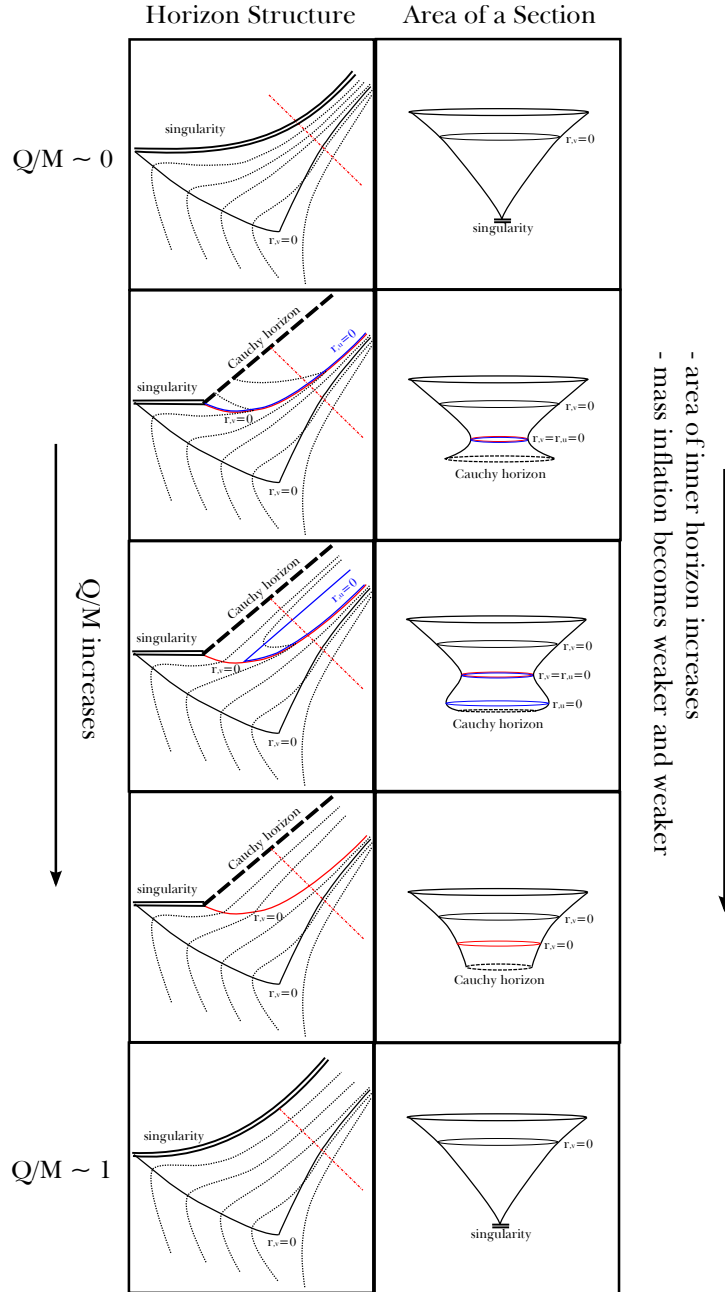 Horizon Structure
Area of a Section
Q/M ~ 0
singularity
r,ᵥ=0
r,ᵥ=0
singularity
Cauchy horizon
r,ᵤ=0
singularity
r,ᵥ=0
r,ᵥ=0
r,ᵥ=0
r,ᵥ=r,ᵤ=0
Cauchy horizon
Q/M increases
- area of inner horizon increases
- mass inflation becomes weaker and weaker
Cauchy horizon
r,ᵤ=0
singularity
r,ᵥ=0
r,ᵥ=0
r,ᵥ=0
r,ᵥ=r,ᵤ=0
r,ᵤ=0
Cauchy horizon
Cauchy horizon
singularity
r,ᵥ=0
r,ᵥ=0
r,ᵥ=0
r,ᵥ=0
Cauchy horizon
Q/M ~ 1
singularity
r,ᵥ=0
r,ᵥ=0
singularity